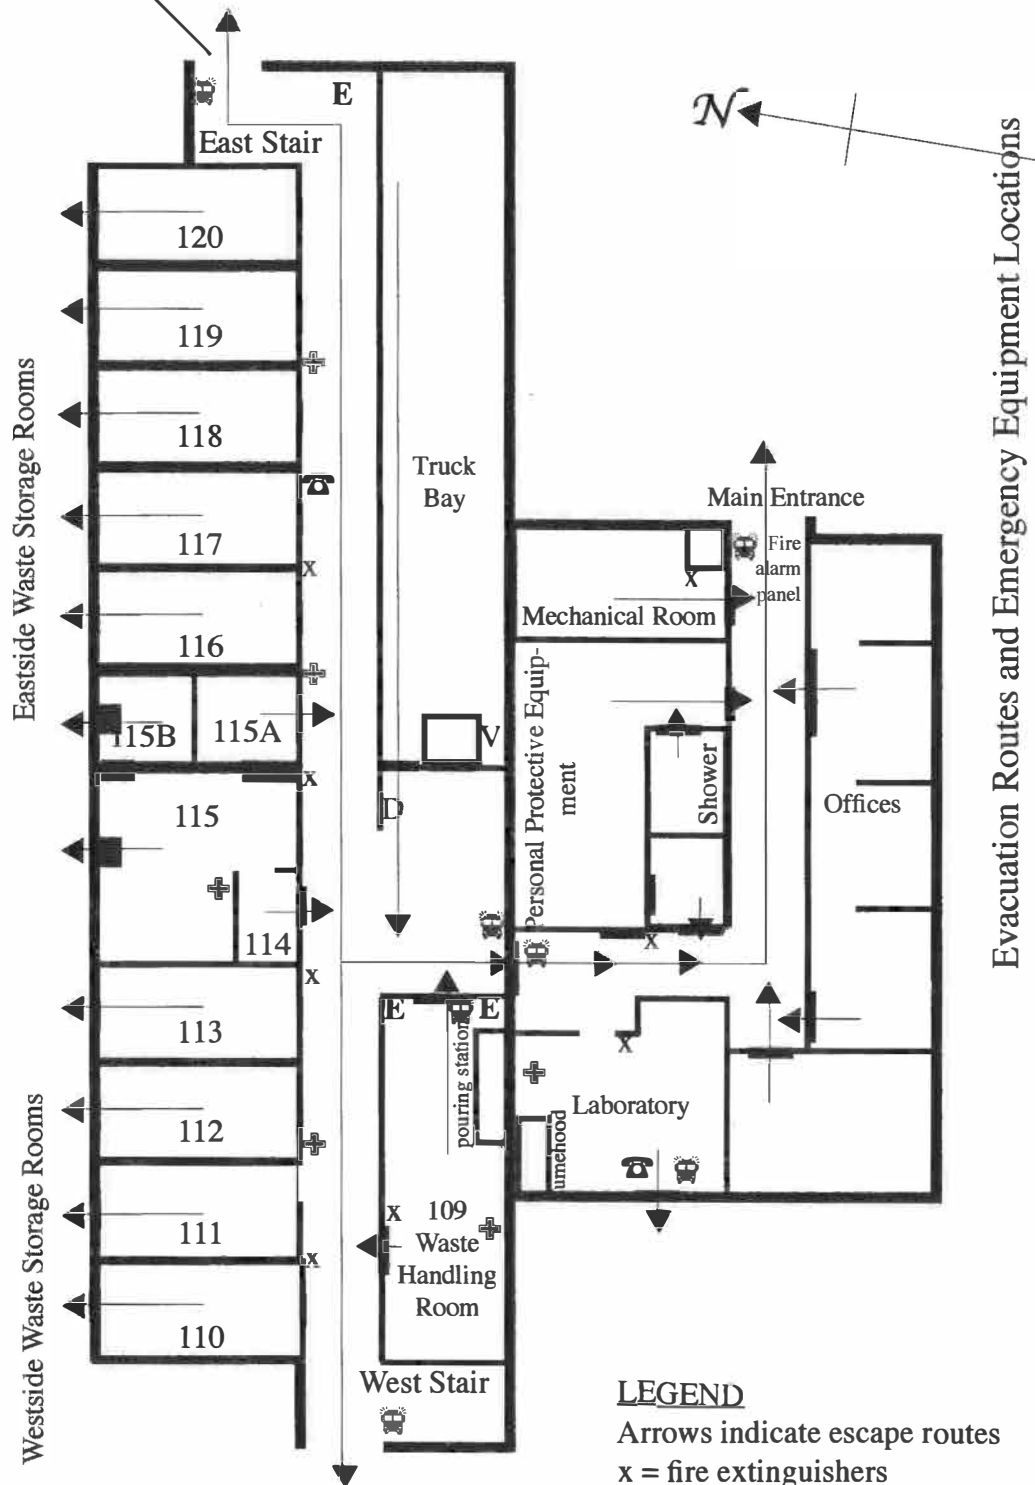 E
N
East Stair
120
119
118
117
116
115B
115A
115
114
113
112
111
110
Eastside Waste Storage Rooms
Westside Waste Storage Rooms
Truck
Bay
V
D
x
x
x
x
Main Entrance
Fire
alarm
panel
x
Mechanical Room
Personal Protective Equip-
ment
Shower
Offices
x
E
E
pouring station
x
Laboratory
umehood
x
109
Waste
Handling
Room
West Stair
Evacuation Routes and Emergency Equipment Locations
LEGEND
Arrows indicate escape routes
x = fire extinguishers